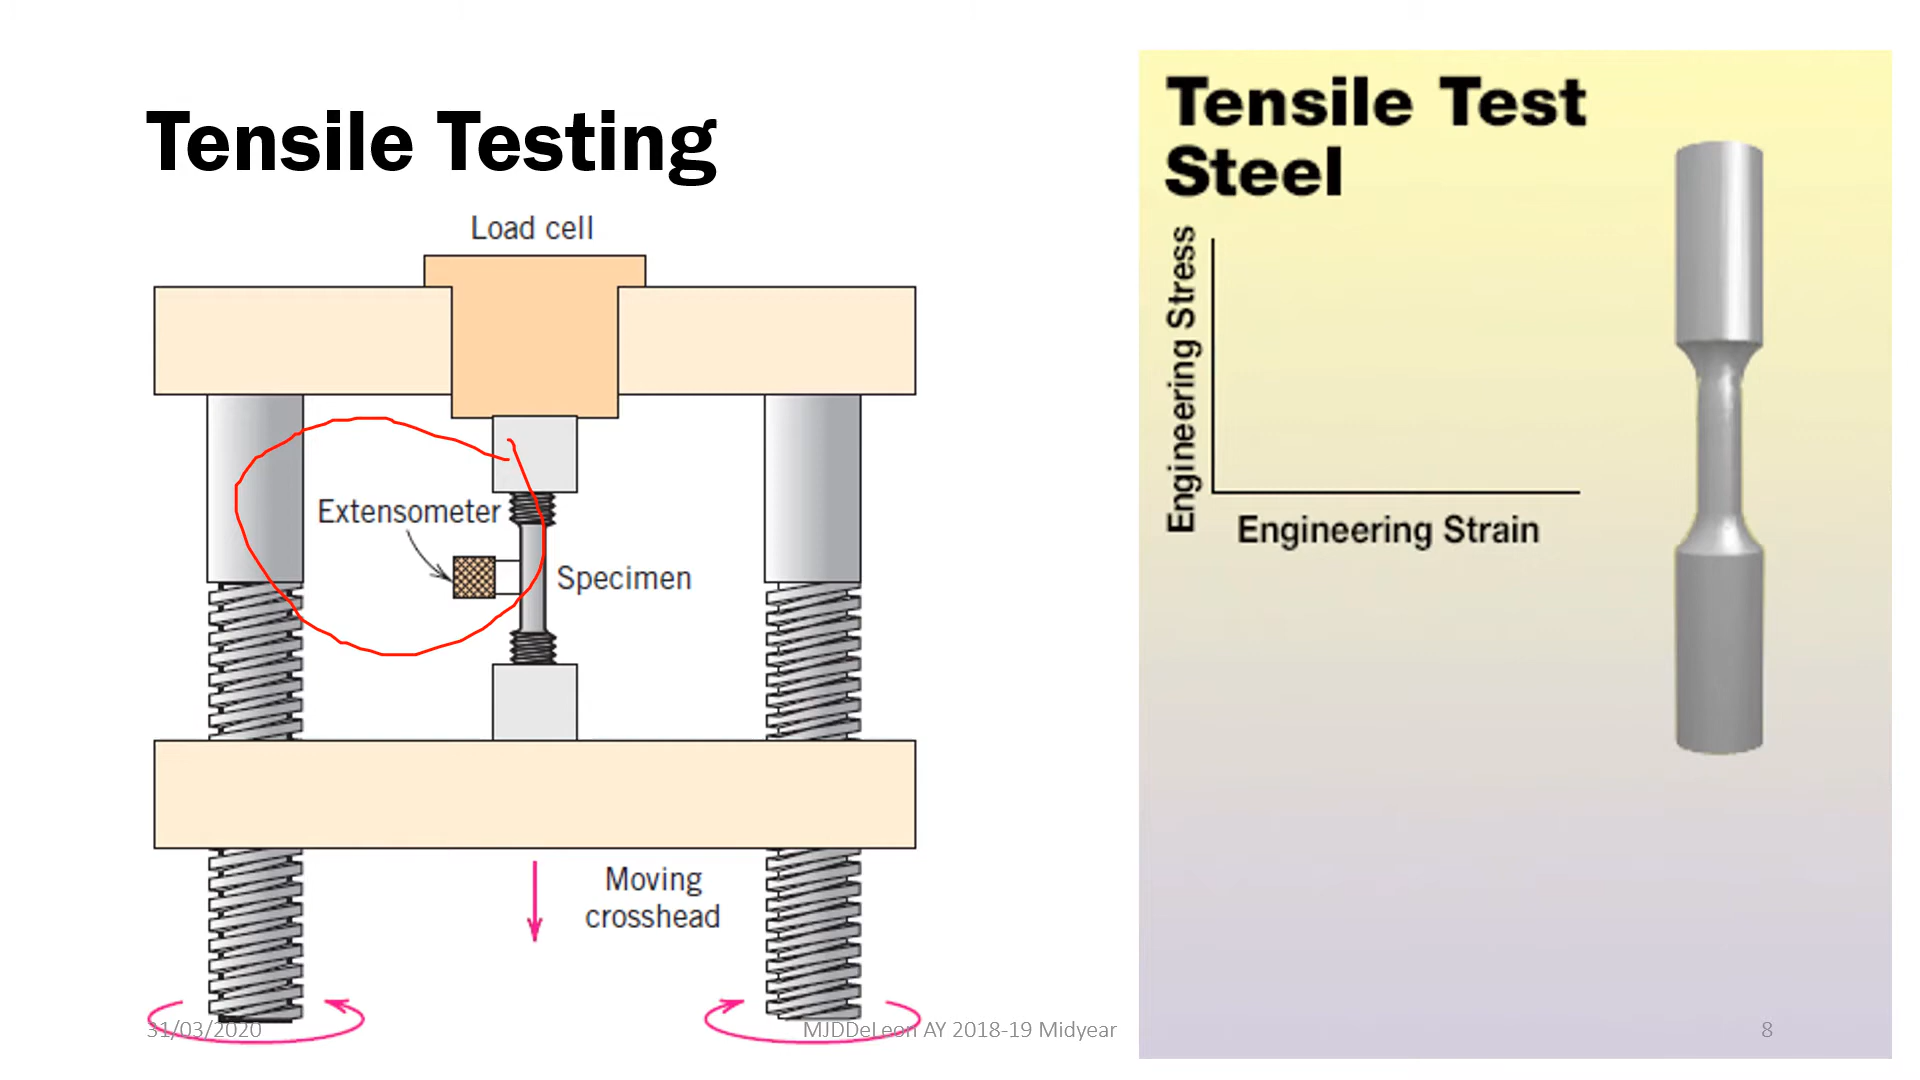 Tensile Testing
Load cell
Extensometer
Specimen
Moving
crosshead
Tensile Test
Steel
Engineering Stress
Engineering Strain
31/03/2020
MJDDeLeon AY 2018-19 Midyear
8